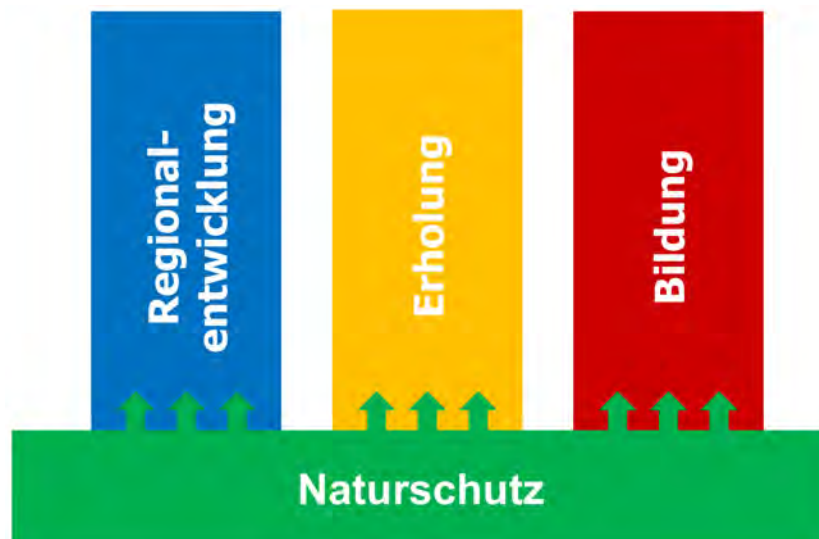 Regional-
entwicklung
Erholung
Bildung
Naturschutz